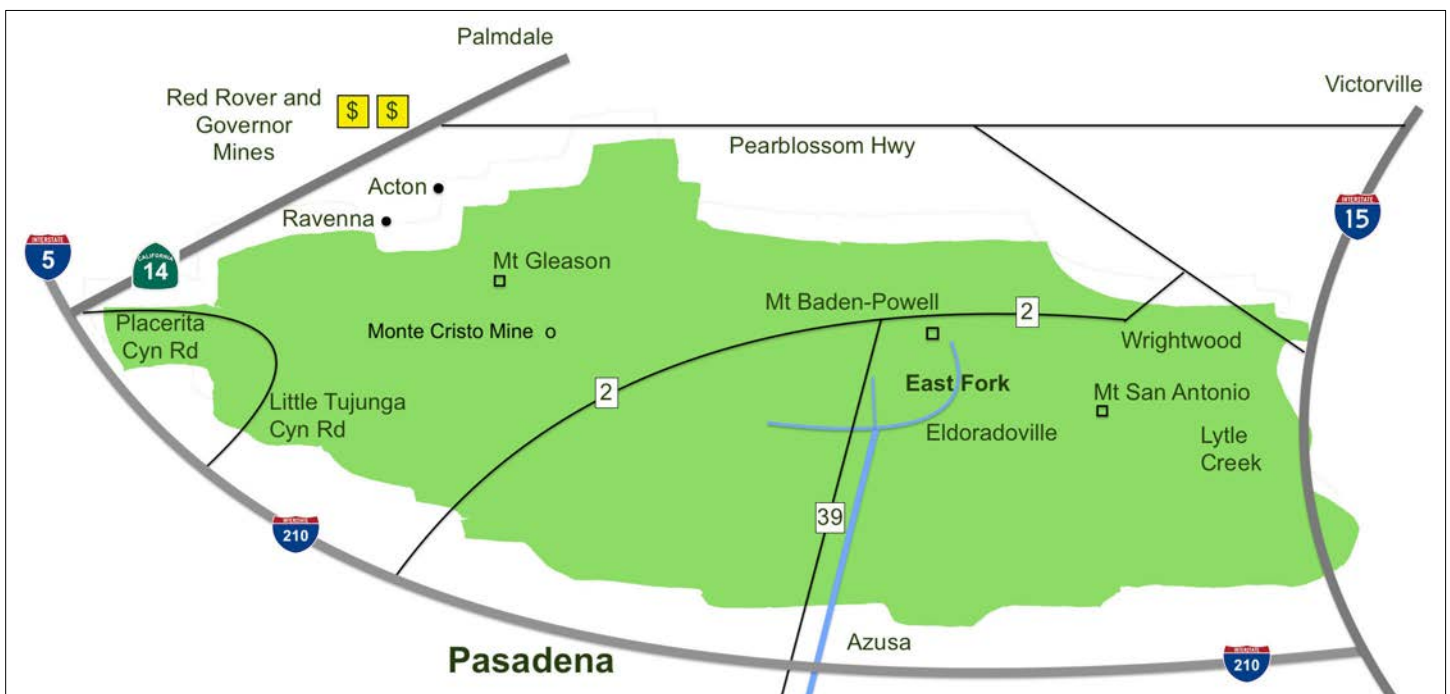 Palmdale
Victorville
Red Rover and
Governor
Mines
$ $
Pearblossom Hwy
Acton
Ravenna
INTERSTATE
15
INTERSTATE
5
CALIFORNIA
14
Mt Gleason
Mt Baden-Powell
2
Placerita
Cyn Rd
Monte Cristo Mine
Wrightwood
2
East Fork
Mt San Antonio
Little Tujunga
Cyn Rd
Eldoradoville
Lytle
Creek
39
INTERSTATE
210
Azusa
Pasadena
INTERSTATE
210